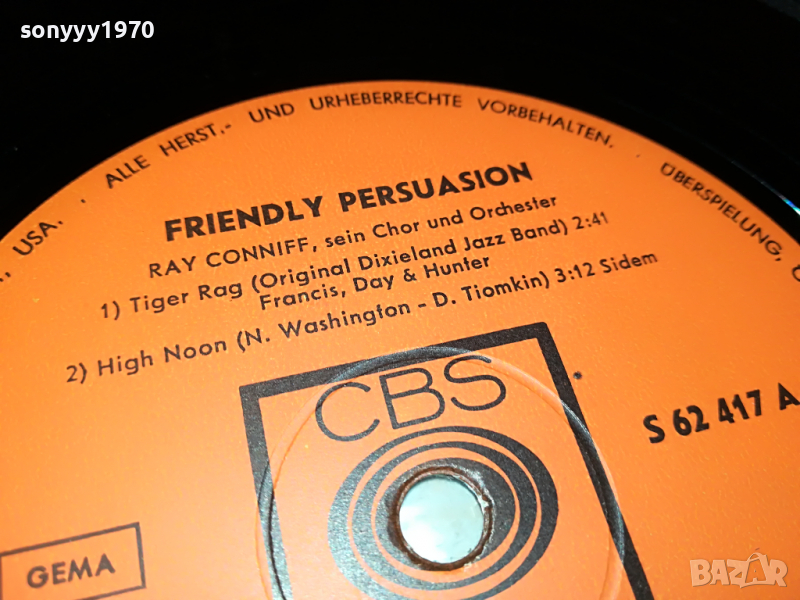 sonyyy1970
USA. ALLE HERST.- UND URHEBERRECHTE VORBEHALTEN. ÜBERSPIELUNG,
FRIENDLY PERSUASION
RAY CONNIFF, sein Chor und Orchester
1) Tiger Rag (Original Dixieland Jazz Band) 2:41
Francis, Day & Hunter
2) High Noon (N. Washington - D. Tiomkin) 3:12 Sidem
CBS
S 62 417 A
GEMA
BAZAR